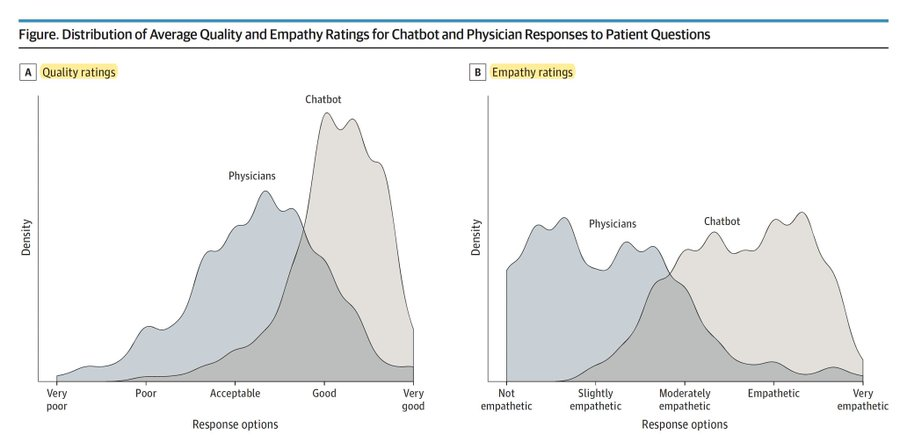 Figure. Distribution of Average Quality and Empathy Ratings for Chatbot and Physician Responses to Patient Questions
A Quality ratings
Chatbot
Physicians
Density
Very poor
Poor
Acceptable
Good
Very good
Response options
B Empathy ratings
Physicians
Chatbot
Density
Not empathetic
Slightly empathetic
Moderately empathetic
Empathetic
Very empathetic
Response options